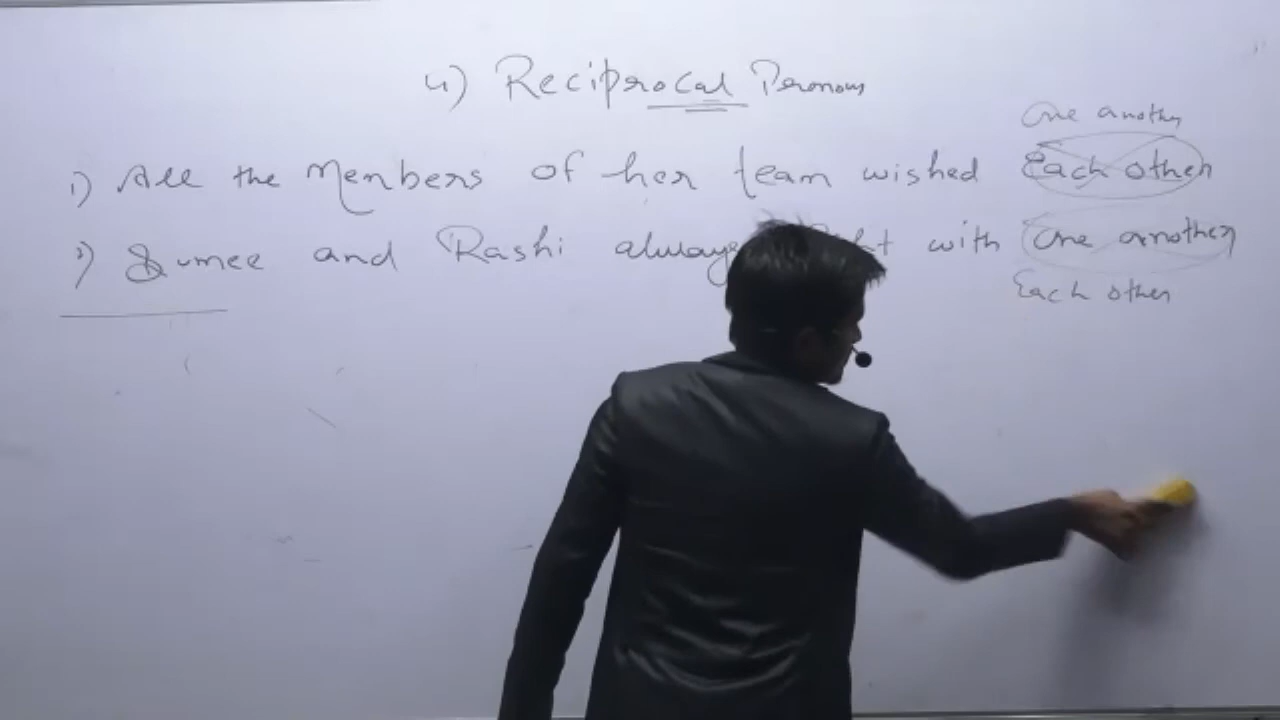 4) Reciprocal Pronoun
One another
1) All the Members of her team wished Each other
2) Sumee and Rashi always with One another
Each other